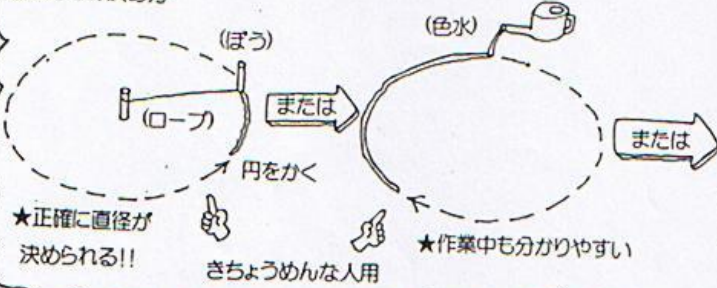 (ぼう)
(ロープ)
円をかく
★正確に直径が
決められる!!
または
(色水)
★作業中も分かりやすい
きちょうめんな人用
または